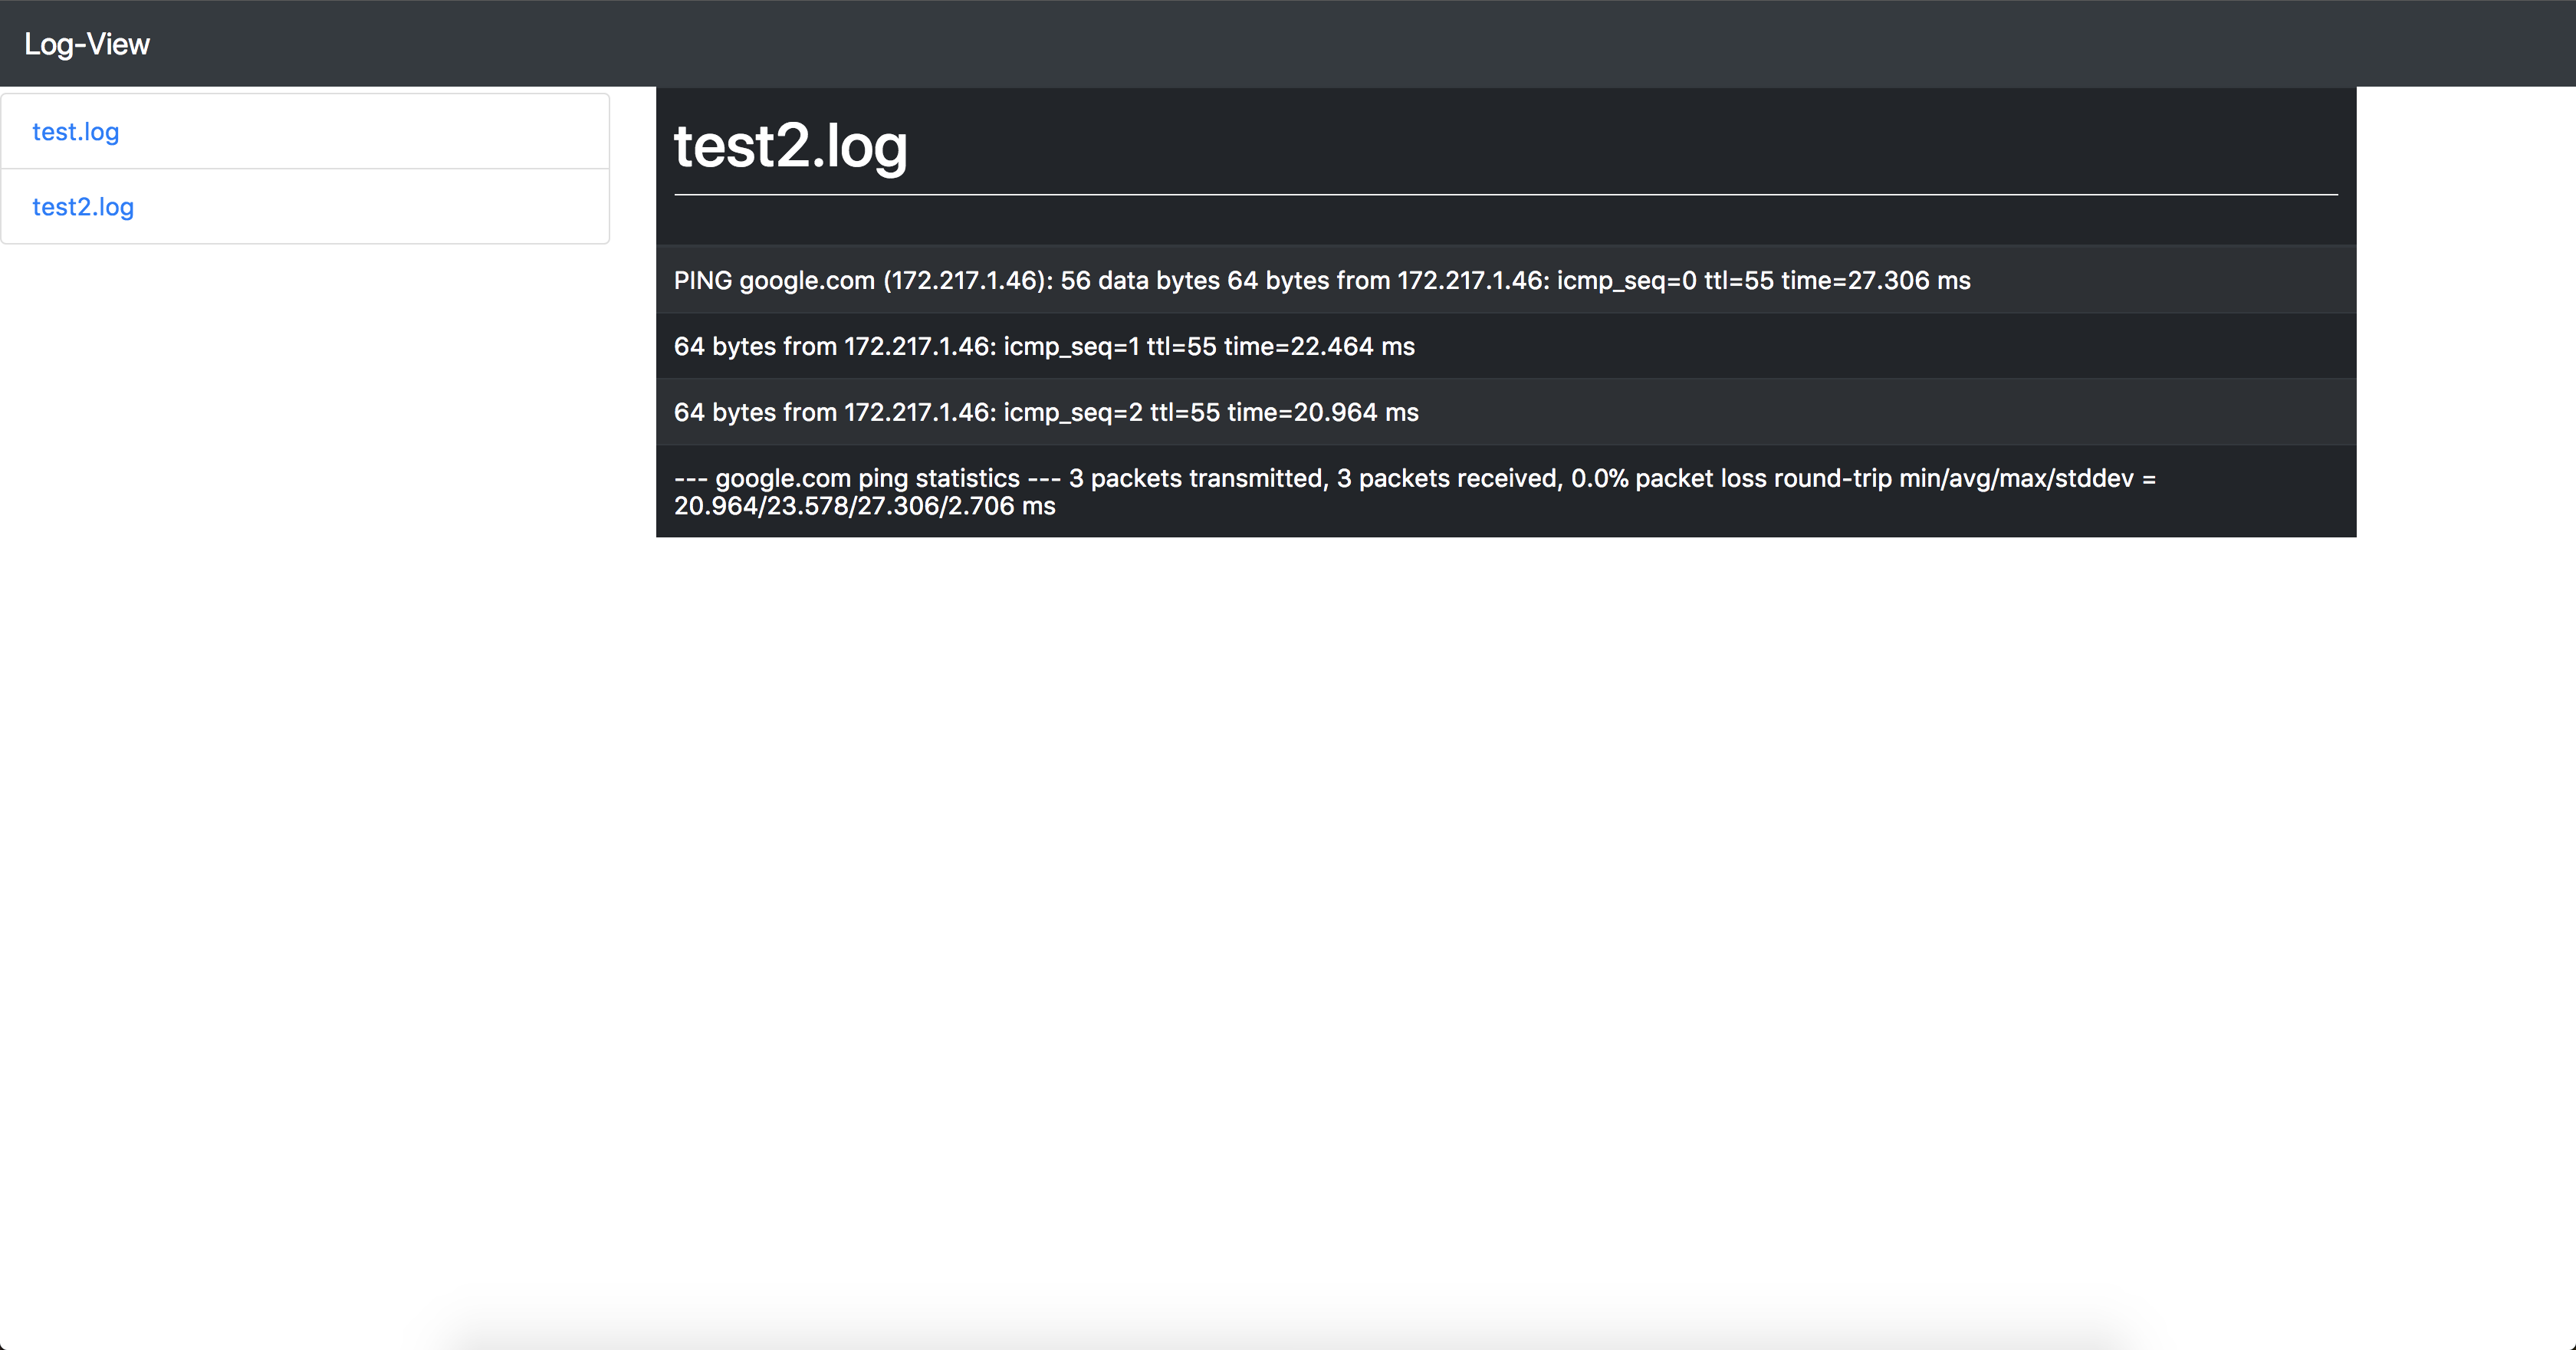 Log-View
test.log
test2.log
test2.log
PING google.com (172.217.1.46): 56 data bytes 64 bytes from 172.217.1.46: icmp_seq=0 ttl=55 time=27.306 ms
64 bytes from 172.217.1.46: icmp_seq=1 ttl=55 time=22.464 ms
64 bytes from 172.217.1.46: icmp_seq=2 ttl=55 time=20.964 ms
--- google.com ping statistics --- 3 packets transmitted, 3 packets received, 0.0% packet loss round-trip min/avg/max/stddev =
20.964/23.578/27.306/2.706 ms